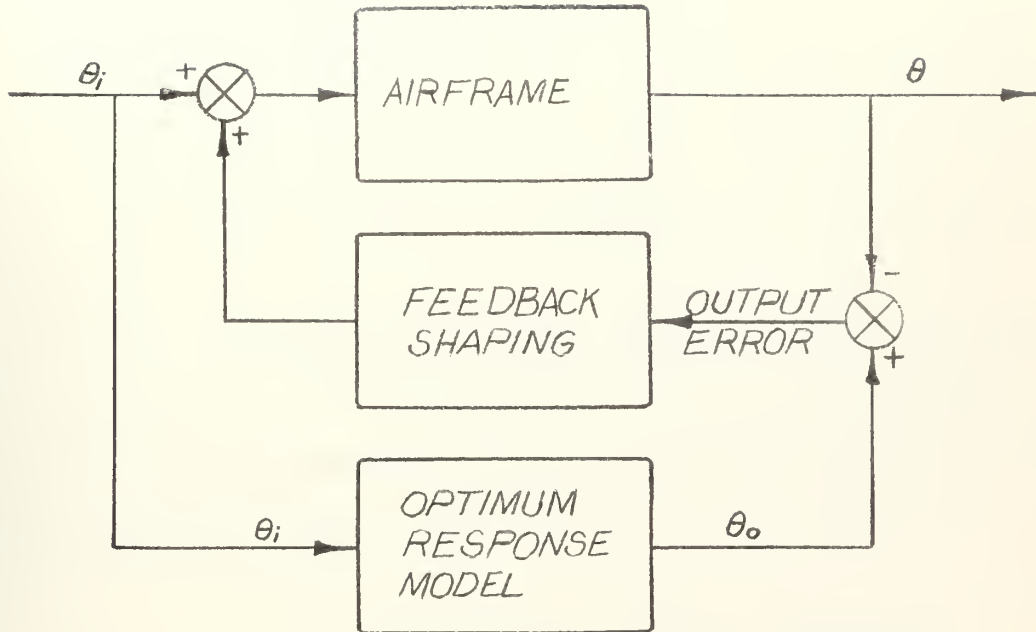 θi
+
+
AIRFRAME
θ
FEEDBACK
SHAPING
OUTPUT
ERROR
-
+
θi
OPTIMUM
RESPONSE
MODEL
θo